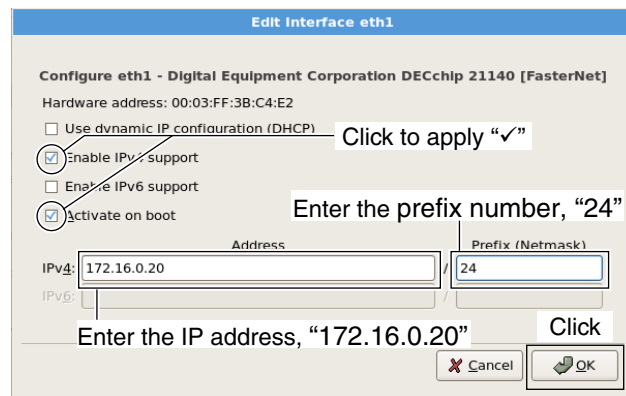 Edit Interface eth1
Configure eth1 - Digital Equipment Corporation DECchip 21140 [FasterNet]
Hardware address: 00:03:FF:3B:C4:E2
Use dynamic IP configuration (DHCP)
Click to apply “✓”
Enable IPv4 support
Enable IPv6 support
Activate on boot
Enter the prefix number, “24”
Address Prefix (Netmask)
IPv4: 172.16.0.20 / 24
IPv6: /
Enter the IP address, “172.16.0.20”
Click
Cancel OK